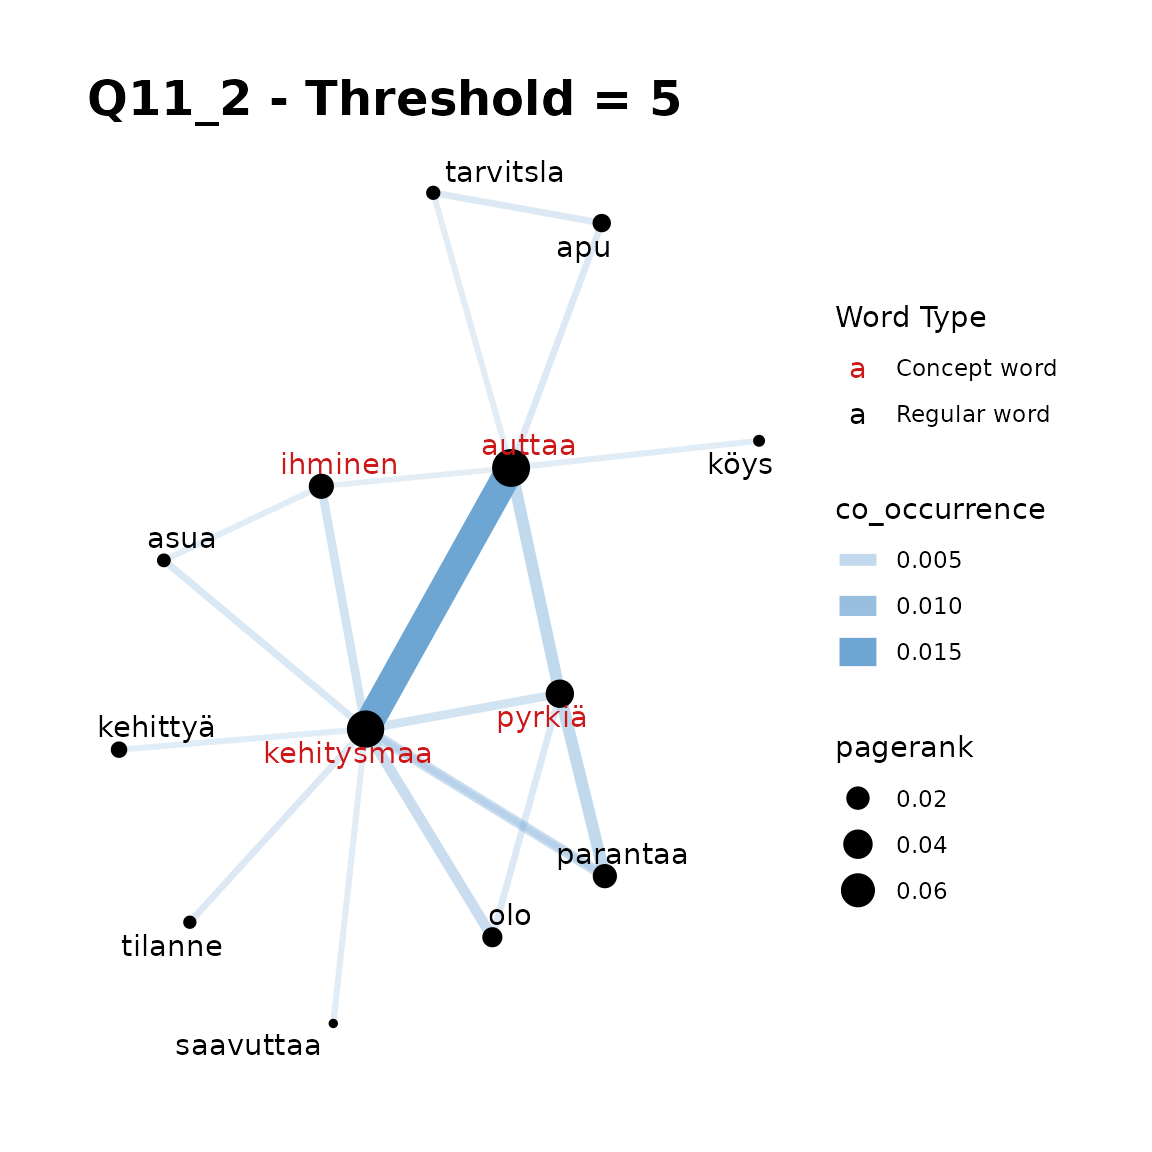 Q11_2 - Threshold = 5
tarvitsla
apu
auttaa
ihminen
köys
asua
pyrkiä
kehittyä
kehitysmaa
parantaa
olo
tilanne
saavuttaa
Word Type
a Concept word
a Regular word
co_occurrence
0.005
0.010
0.015
pagerank
0.02
0.04
0.06